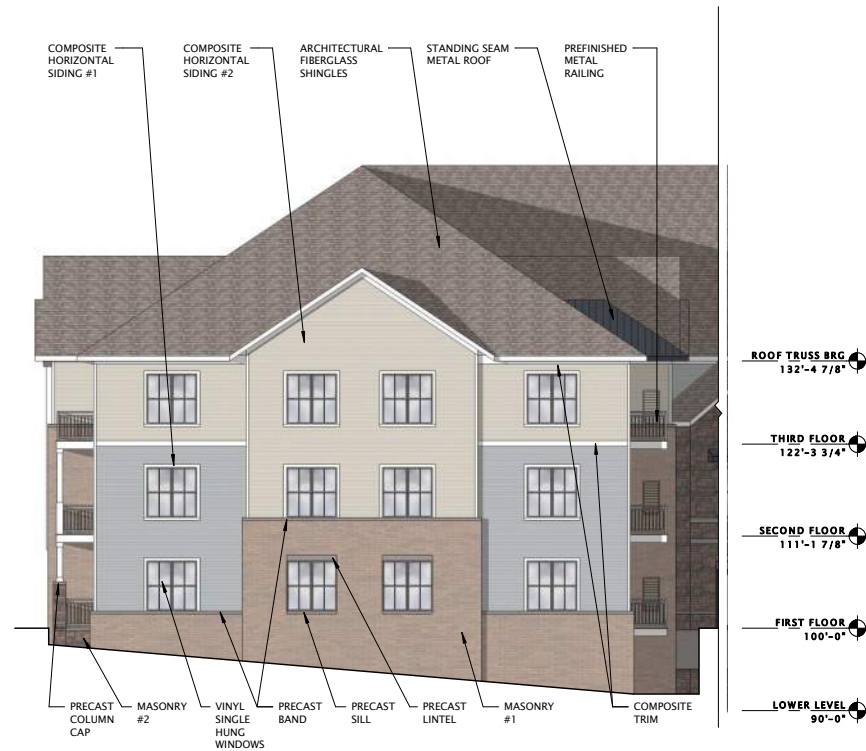 COMPOSITE
HORIZONTAL
SIDING #1
COMPOSITE
HORIZONTAL
SIDING #2
ARCHITECTURAL
FIBERGLASS
SHINGLES
STANDING SEAM
METAL ROOF
PREFINISHED
METAL
RAILING
ROOF TRUSS BRG
132'-4 7/8"
THIRD FLOOR
122'-3 3/4"
SECOND FLOOR
111'-1 7/8"
FIRST FLOOR
100'-0"
LOWER LEVEL
90'-0"
PRECAST
COLUMN
CAP
MASONRY
#2
VINYL
SINGLE
HUNG
WINDOWS
PRECAST
BAND
PRECAST
SILL
PRECAST
LINTEL
MASONRY
#1
COMPOSITE
TRIM